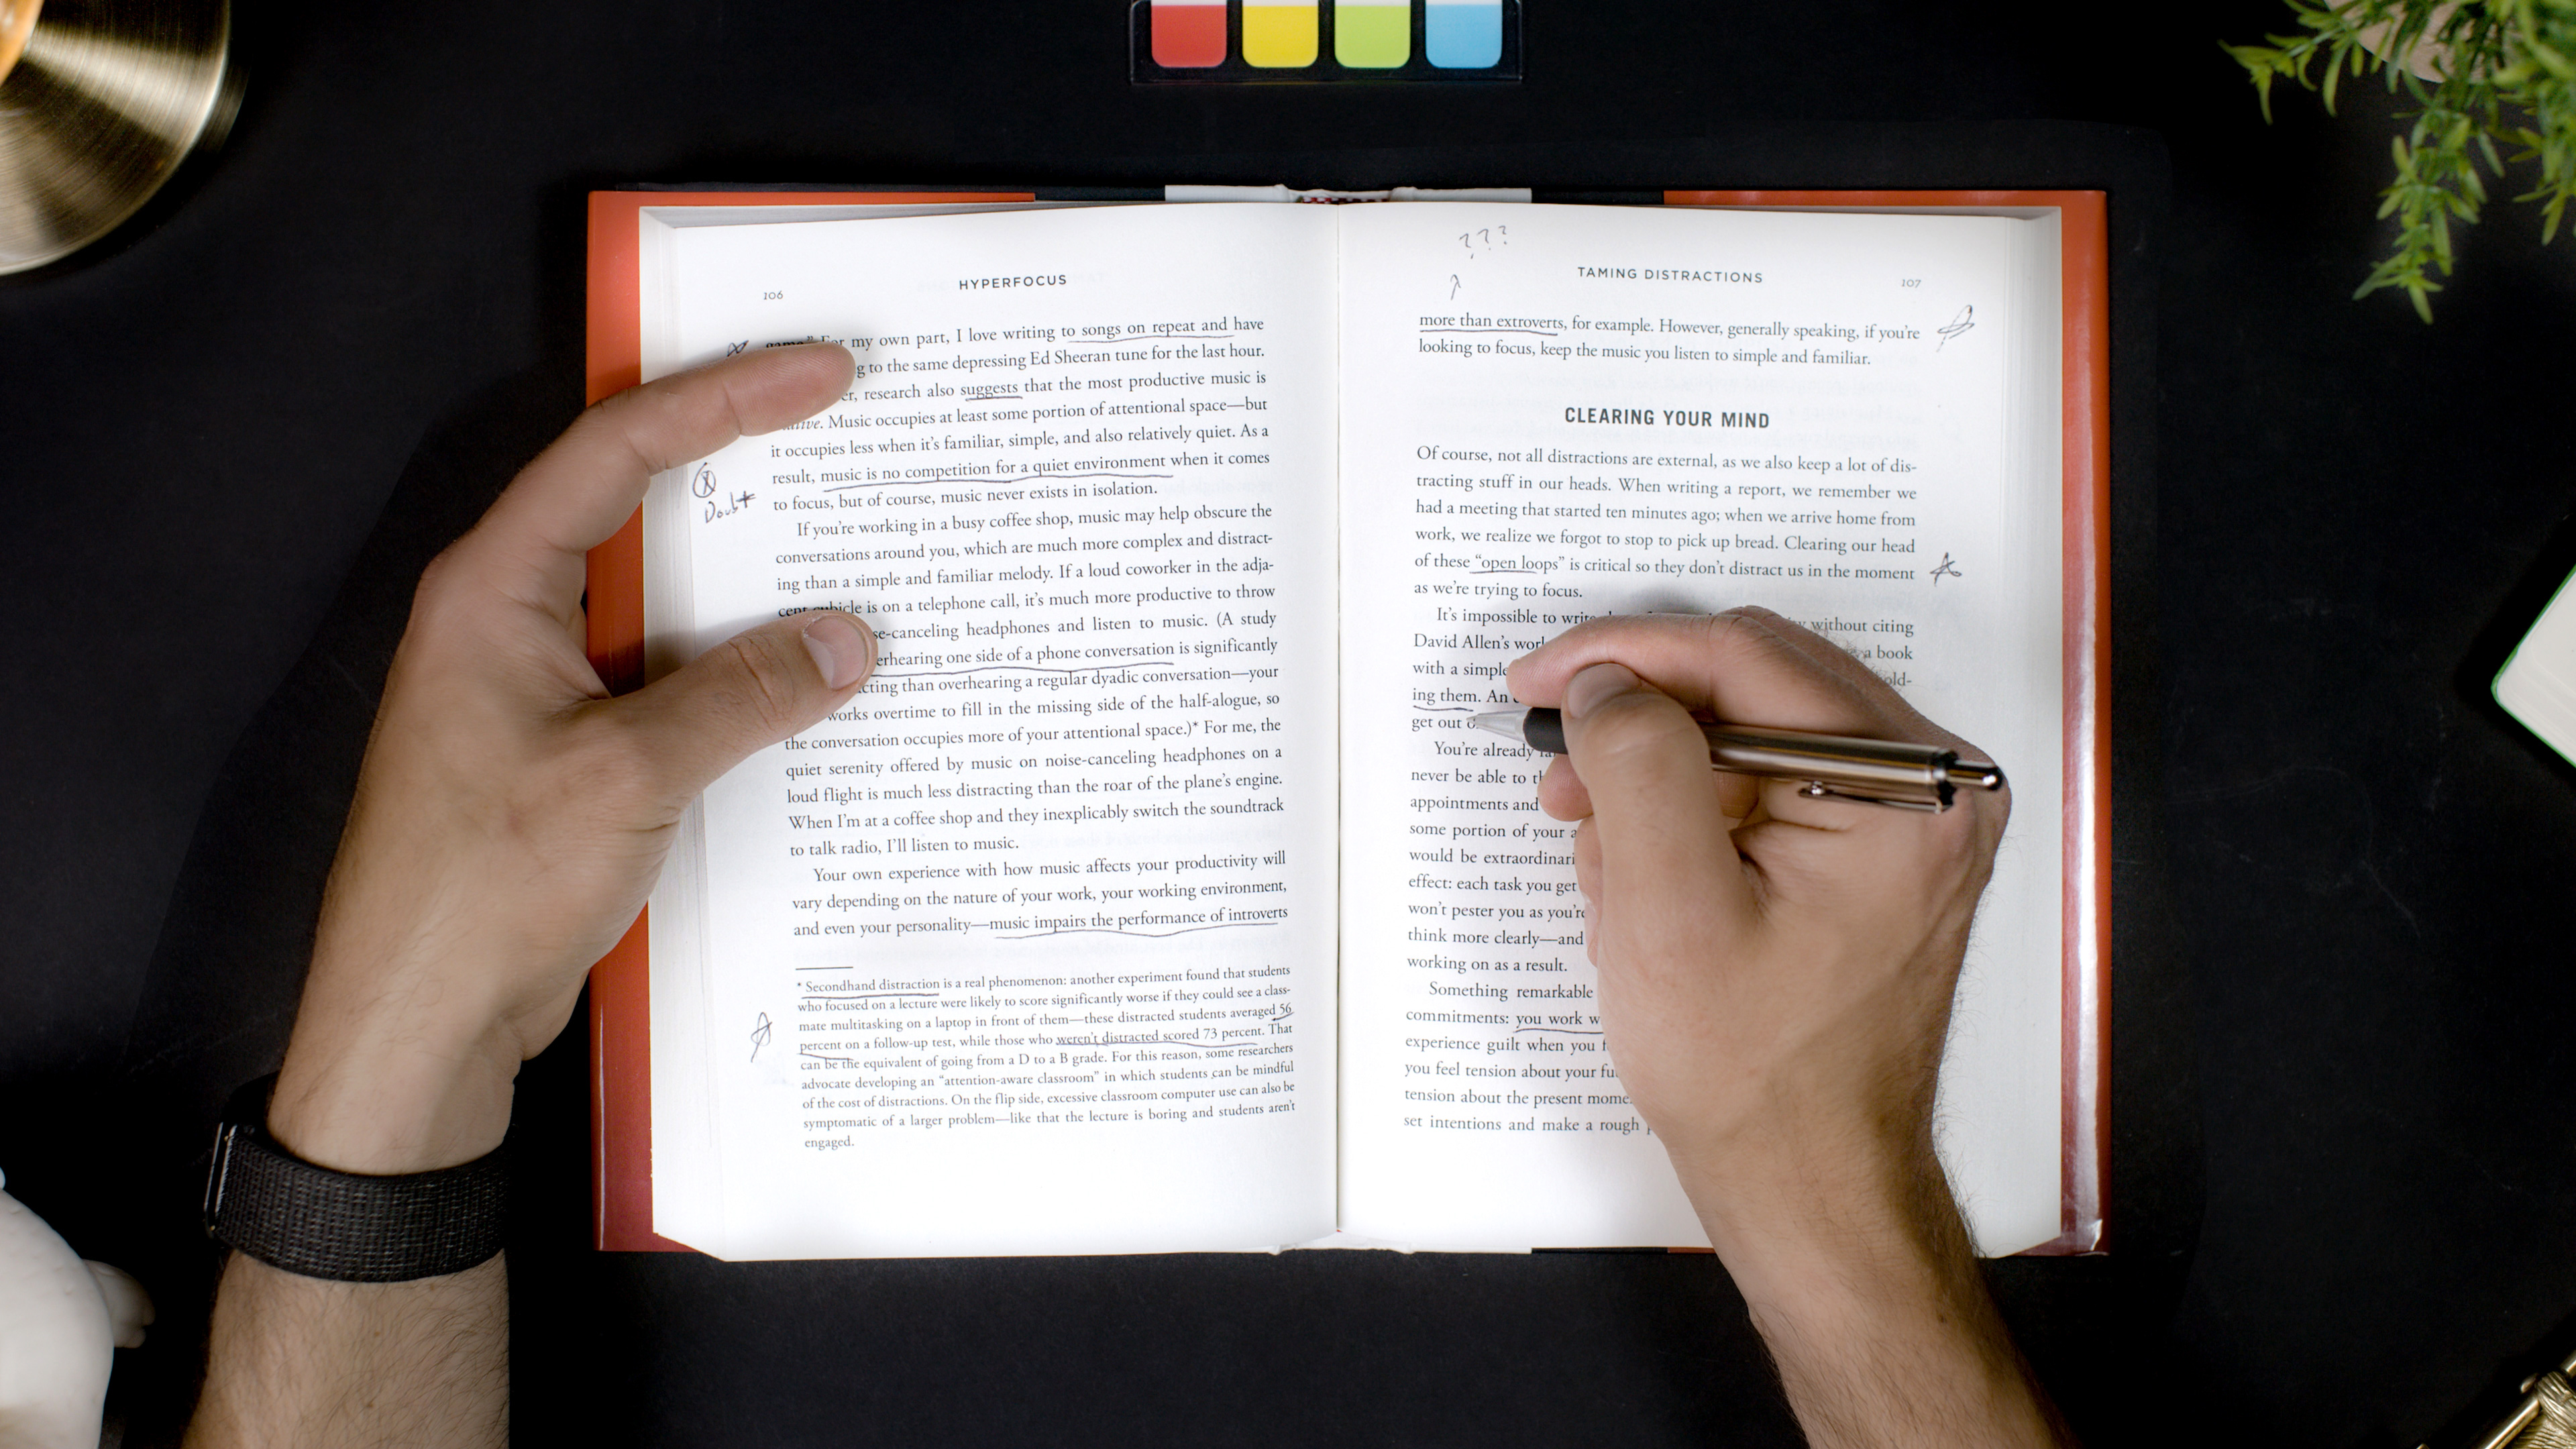 106
HYPERFOCUS
my own part, I love writing to songs on repeat and have
g to the same depressing Ed Sheeran tune for the last hour.
er, research also suggests that the most productive music is
Music occupies at least some portion of attentional space—but
it occupies less when it's familiar, simple, and also relatively quiet. As a
result, music is no competition for a quiet environment when it comes
to focus, but of course, music never exists in isolation.
Doubt
If you're working in a busy coffee shop, music may help obscure the
conversations around you, which are much more complex and distract-
ing than a simple and familiar melody. If a loud coworker in the adja-
cent cubicle is on a telephone call, it's much more productive to throw
se-canceling headphones and listen to music. (A study
erhearing one side of a phone conversation is significantly
cting than overhearing a regular dyadic conversation—your
works overtime to fill in the missing side of the half-alogue, so
the conversation occupies more of your attentional space.)* For me, the
quiet serenity offered by music on noise-canceling headphones on a
loud flight is much less distracting than the roar of the plane's engine.
When I'm at a coffee shop and they inexplicably switch the soundtrack
to talk radio, I'll listen to music.
Your own experience with how music affects your productivity will
vary depending on the nature of your work, your working environment,
and even your personality—music impairs the performance of introverts
* Secondhand distraction is a real phenomenon: another experiment found that students
who focused on a lecture were likely to score significantly worse if they could see a class-
mate multitasking on a laptop in front of them—these distracted students averaged 56
percent on a follow-up test, while those who weren't distracted scored 73 percent. That
can be the equivalent of going from a D to a B grade. For this reason, some researchers
advocate developing an "attention-aware classroom" in which students can be mindful
of the cost of distractions. On the flip side, excessive classroom computer use can also be
symptomatic of a larger problem—like that the lecture is boring and students aren't
engaged.
???
TAMING DISTRACTIONS
107
more than extroverts, for example. However, generally speaking, if you're
looking to focus, keep the music you listen to simple and familiar.
CLEARING YOUR MIND
Of course, not all distractions are external, as we also keep a lot of dis-
tracting stuff in our heads. When writing a report, we remember we
had a meeting that started ten minutes ago; when we arrive home from
work, we realize we forgot to stop to pick up bread. Clearing our head
of these "open loops" is critical so they don't distract us in the moment
as we're trying to focus.
It's impossible to write without citing
David Allen's work a book
with a simple old-
ing them. An
get out
You're already
never be able to
appointments and
some portion of your
would be extraordinari
effect: each task you get
won't pester you as you're
think more clearly—and
working on as a result.
Something remarkable
commitments: you work
experience guilt when you
you feel tension about your
tension about the present
set intentions and make a rough